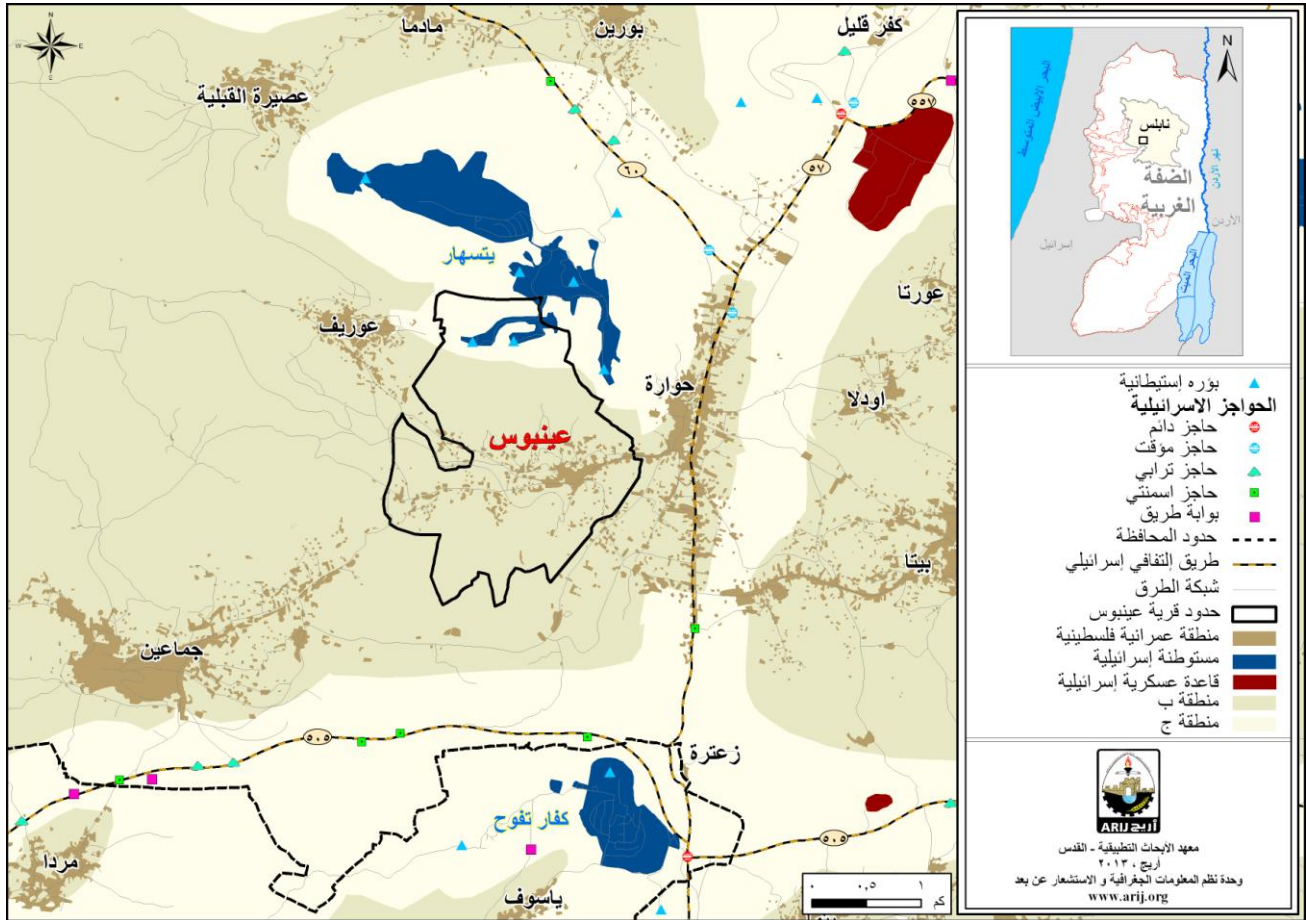 مادما
بورين
كفر قليل
عصيرة القبلية
٥٥٧
٥٧
٦٠
يتسهار
عورتا
عوريف
حوارة
اودلا
عينبوس
بيتا
جماعين
٥٠٥
زعترة
كفار تفوح
٥٠٥
مردا
ياسوف
٠ ٠,٥ ١
كم
N
W E
S
N
البحر الابيض المتوسط
نابلس
الضفة
الغربية
نهر الاردن
الأردن
إسرائيل
البحر الميت
بؤره إستيطانية
الحواجز الاسرائيلية
حاجز دائم
حاجز مؤقت
حاجز ترابي
حاجز اسمنتي
بوابة طريق
حدود المحافظة
طريق إلتفافي إسرائيلي
شبكة الطرق
حدود قرية عينبوس
منطقة عمرانية فلسطينية
مستوطنة إسرائيلية
قاعدة عسكرية إسرائيلية
منطقة ب
منطقة ج
ARIJ أريج
معهد الأبحاث التطبيقية - القدس
أريج ، ٢٠١٣
وحدة نظم المعلومات الجغرافية و الاستشعار عن بعد
www.arij.org